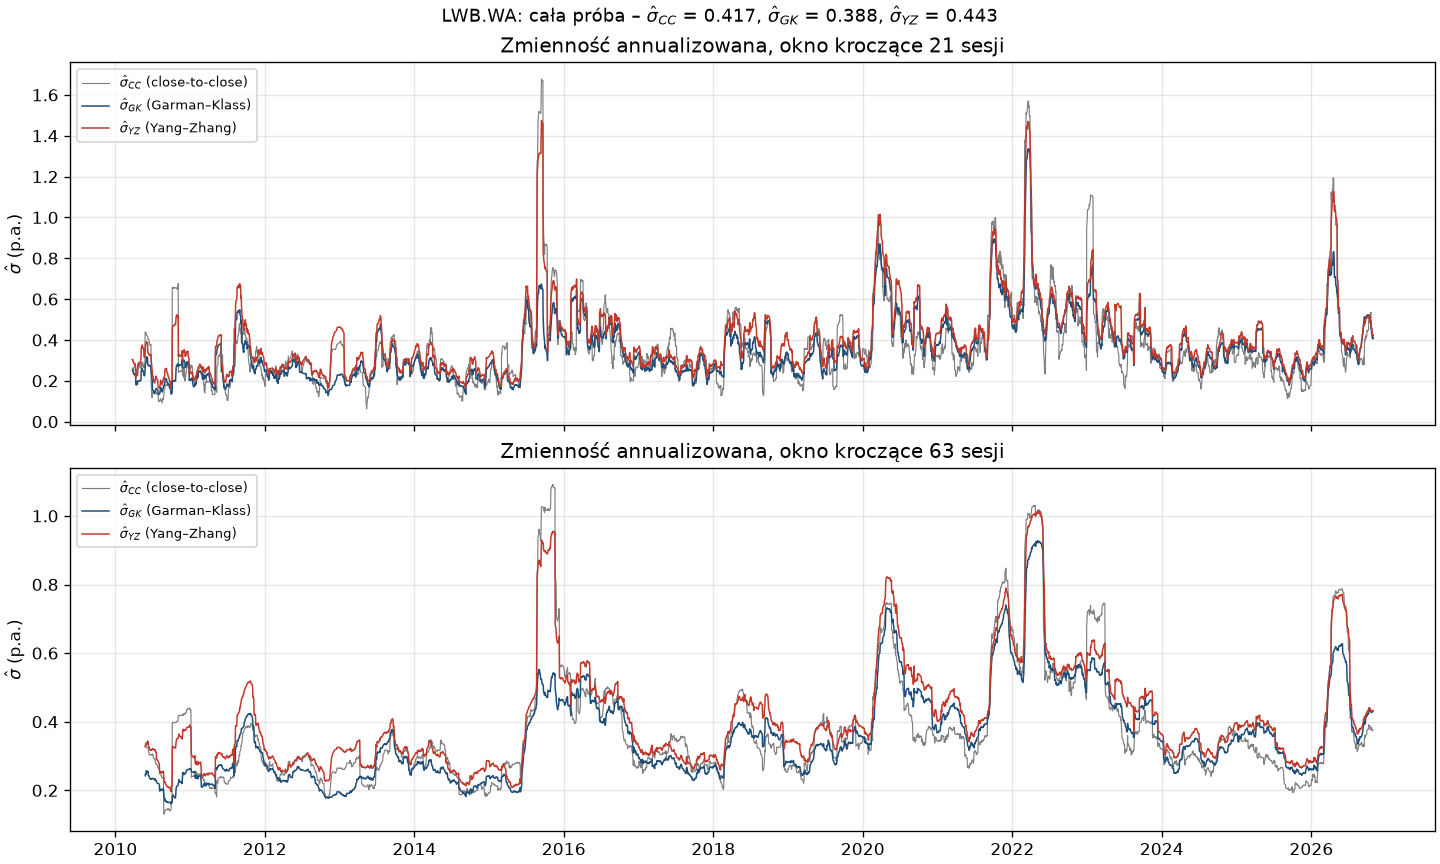 LWB.WA: cała próba – σ̂CC = 0.417, σ̂GK = 0.388, σ̂YZ = 0.443
Zmienność annualizowana, okno kroczące 21 sesji
σ̂CC (close-to-close)
σ̂GK (Garman–Klass)
σ̂YZ (Yang–Zhang)
σ̂ (p.a.)
1.6
1.4
1.2
1.0
0.8
0.6
0.4
0.2
0.0
Zmienność annualizowana, okno kroczące 63 sesji
σ̂CC (close-to-close)
σ̂GK (Garman–Klass)
σ̂YZ (Yang–Zhang)
σ̂ (p.a.)
1.0
0.8
0.6
0.4
0.2
2010 2012 2014 2016 2018 2020 2022 2024 2026